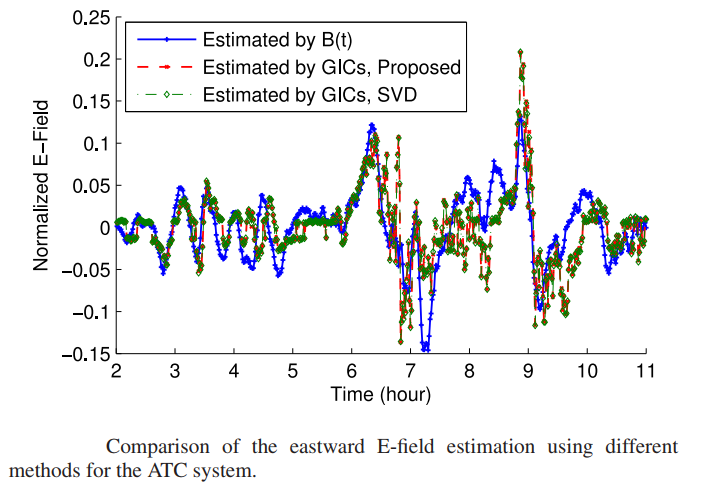 0.25
0.2
0.15
0.1
0.05
0
−0.05
−0.1
−0.15
Normalized E−Field
Estimated by B(t)
Estimated by GICs, Proposed
Estimated by GICs, SVD
2 3 4 5 6 7 8 9 10 11
Time (hour)
Comparison of the eastward E-field estimation using different
methods for the ATC system.